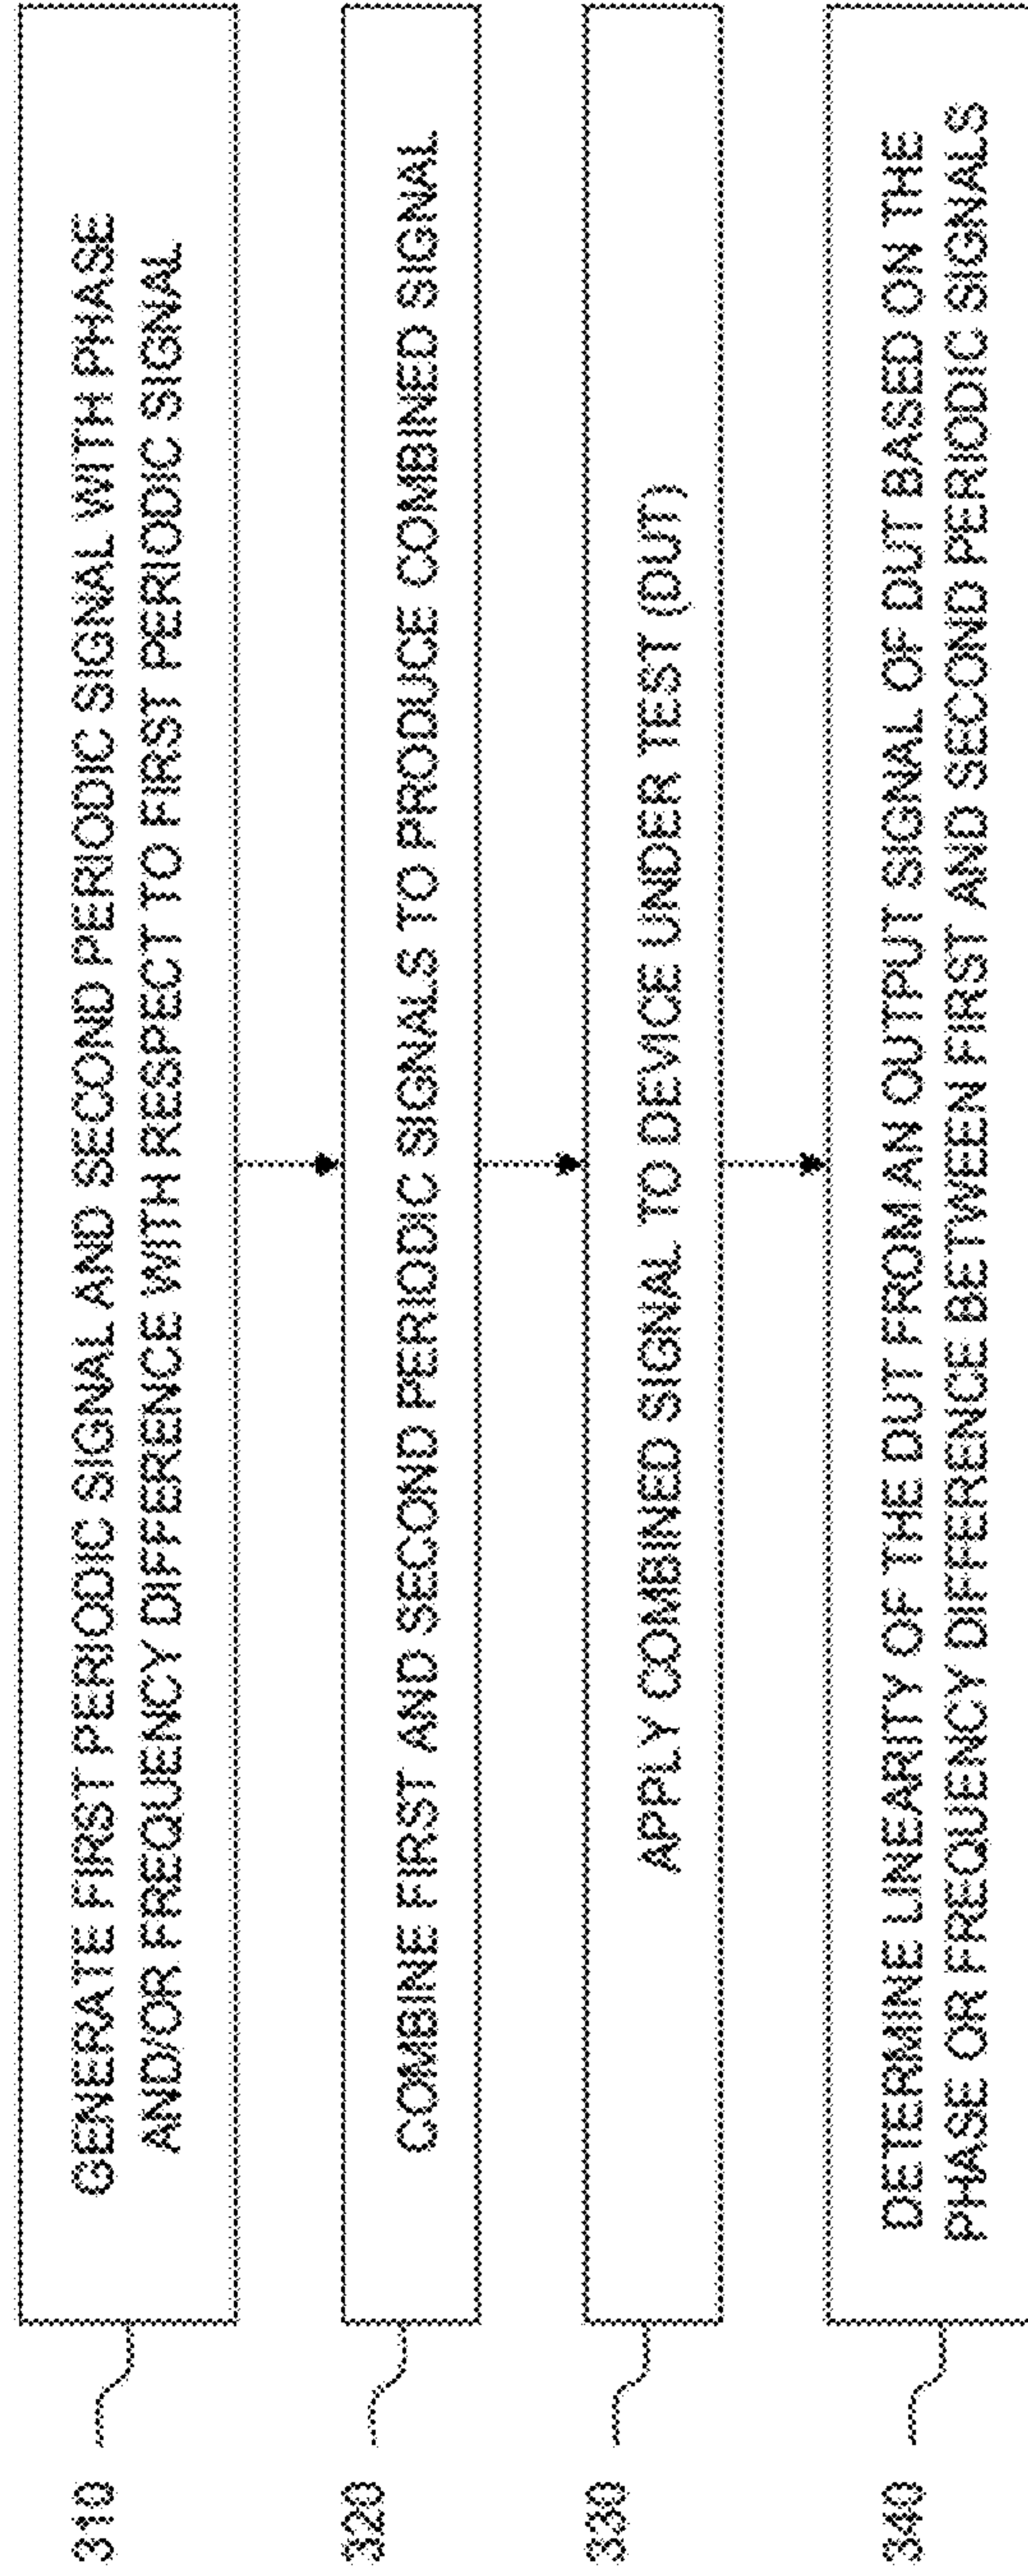 310
GENERATE FIRST PERIODIC SIGNAL AND SECOND PERIODIC SIGNAL WITH PHASE
AND/OR FREQUENCY DIFFERENCE WITH RESPECT TO FIRST PERIODIC SIGNAL
320
COMBINE FIRST AND SECOND PERIODIC SIGNALS TO PRODUCE COMBINED SIGNAL
330
APPLY COMBINED SIGNAL TO DEVICE UNDER TEST (DUT)
340
DETERMINE LINEARITY OF THE DUT FROM AN OUTPUT SIGNAL OF DUT BASED ON THE
PHASE OR FREQUENCY DIFFERENCE BETWEEN FIRST AND SECOND PERIODIC SIGNALS